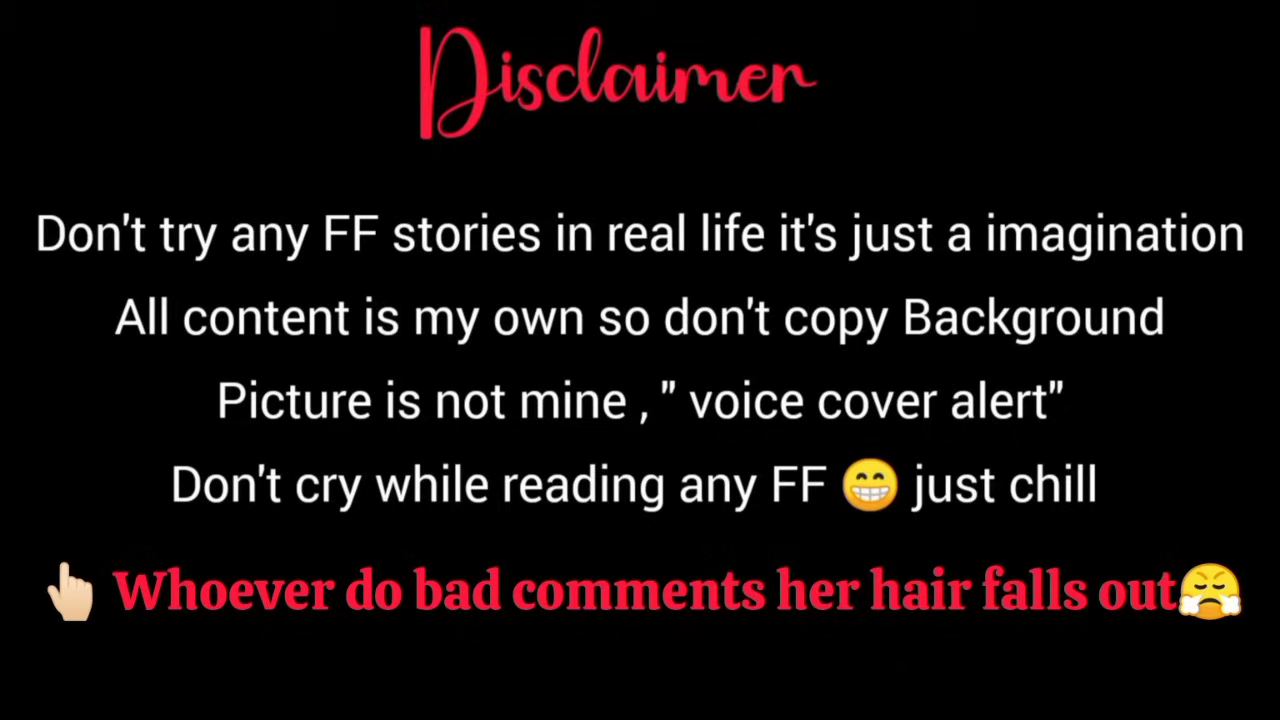 Disclaimer
Don't try any FF stories in real life it's just a imagination
All content is my own so don't copy Background
Picture is not mine , " voice cover alert"
Don't cry while reading any FF 😁 just chill
👆🏻 Whoever do bad comments her hair falls out😤